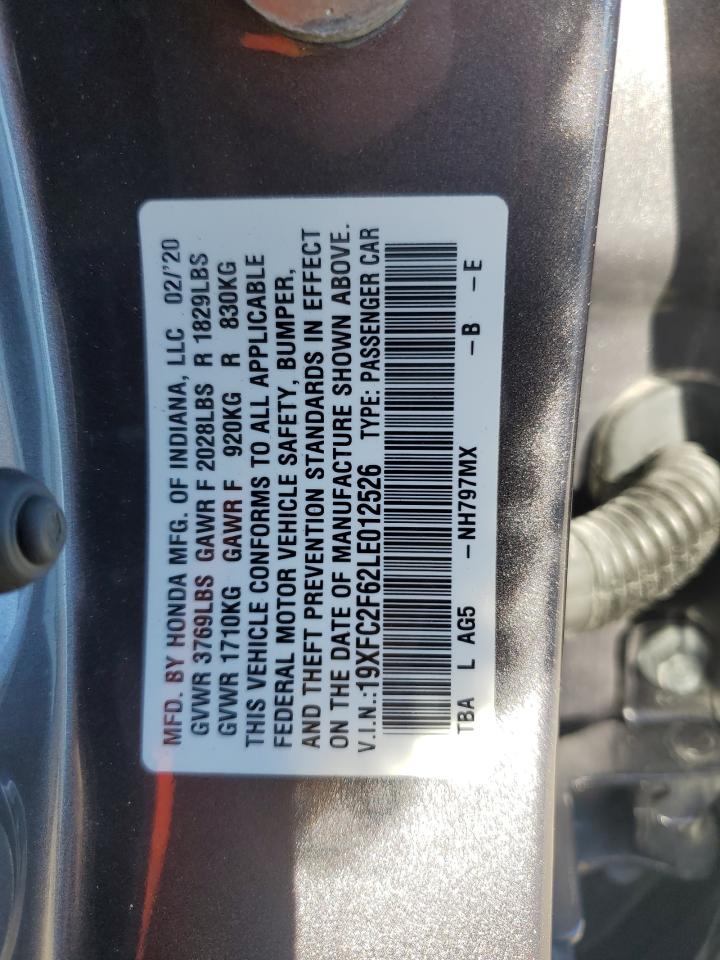 MFD. BY HONDA MFG. OF INDIANA, LLC 02/'20
GVWR 3769LBS GAWR F 2028LBS R 1829LBS
GVWR 1710KG GAWR F 920KG R 830KG
THIS VEHICLE CONFORMS TO ALL APPLICABLE
FEDERAL MOTOR VEHICLE SAFETY, BUMPER,
AND THEFT PREVENTION STANDARDS IN EFFECT
ON THE DATE OF MANUFACTURE SHOWN ABOVE.
V.I.N.:19XFC2F62LE012526 TYPE: PASSENGER CAR
TBA L AG5 -NH797MX -B -E